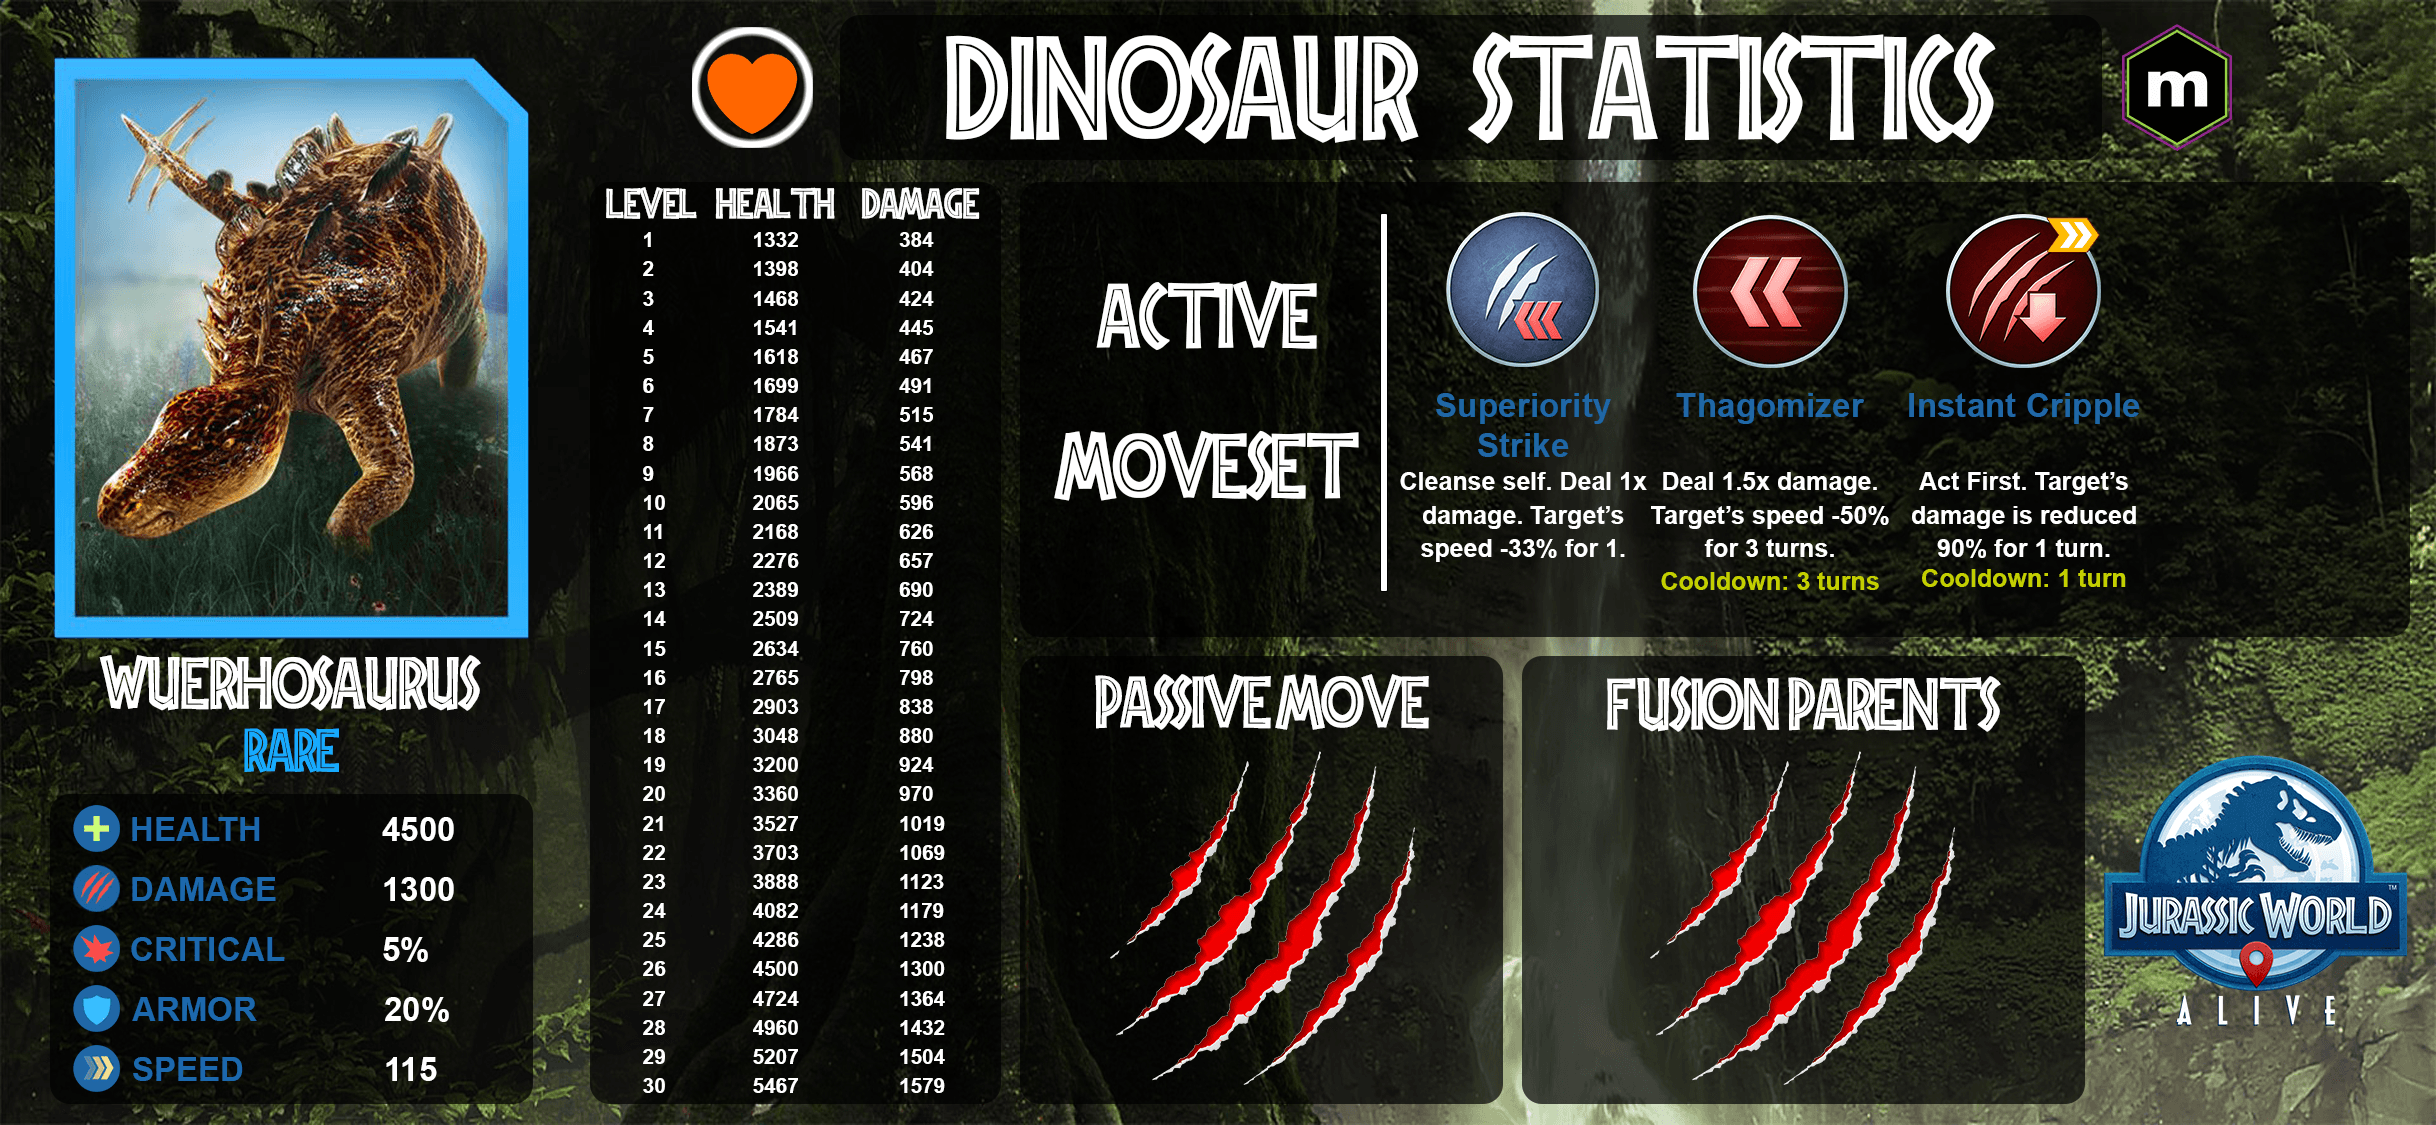 DINOSAUR STATISTICS
m
WUERHOSAURUS
RARE
HEALTH 4500
DAMAGE 1300
CRITICAL 5%
ARMOR 20%
SPEED 115
LEVEL HEALTH DAMAGE
1 1332 384
2 1398 404
3 1468 424
4 1541 445
5 1618 467
6 1699 491
7 1784 515
8 1873 541
9 1966 568
10 2065 596
11 2168 626
12 2276 657
13 2389 690
14 2509 724
15 2634 760
16 2765 798
17 2903 838
18 3048 880
19 3200 924
20 3360 970
21 3527 1019
22 3703 1069
23 3888 1123
24 4082 1179
25 4286 1238
26 4500 1300
27 4724 1364
28 4960 1432
29 5207 1504
30 5467 1579
ACTIVE
MOVESET
Superiority
Strike
Cleanse self. Deal 1x
damage. Target’s
speed -33% for 1.
Thagomizer
Deal 1.5x damage.
Target’s speed -50%
for 3 turns.
Cooldown: 3 turns
Instant Cripple
Act First. Target’s
damage is reduced
90% for 1 turn.
Cooldown: 1 turn
PASSIVE MOVE
FUSION PARENTS
JURASSIC WORLD
™
ALIVE